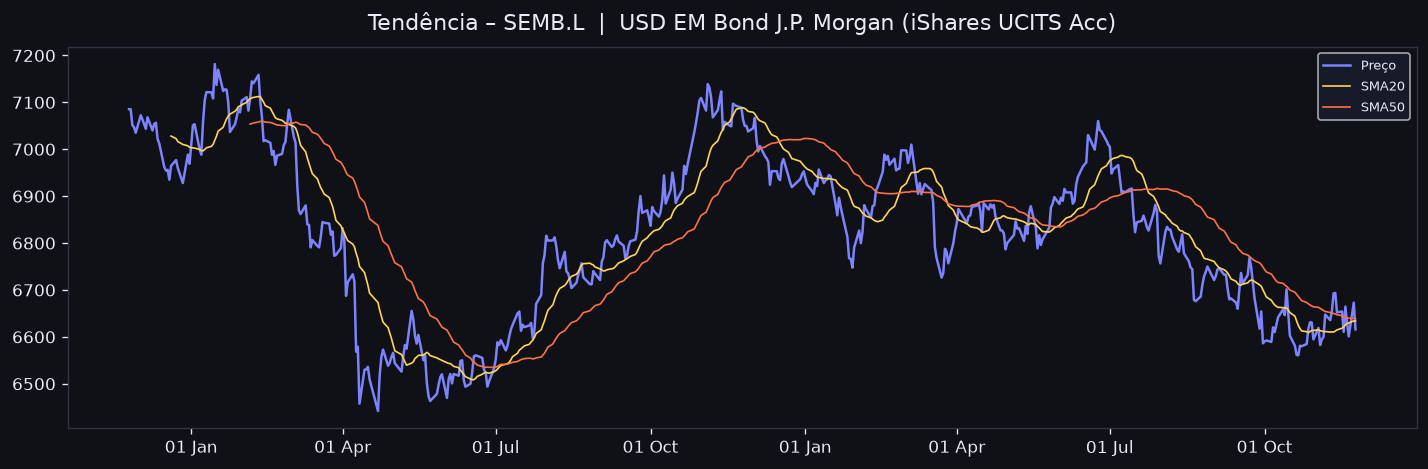 Tendência – SEMB.L | USD EM Bond J.P. Morgan (iShares UCITS Acc)
7200
7100
7000
6900
6800
6700
6600
6500
Preço
SMA20
SMA50
01 Jan 01 Apr 01 Jul 01 Oct 01 Jan 01 Apr 01 Jul 01 Oct